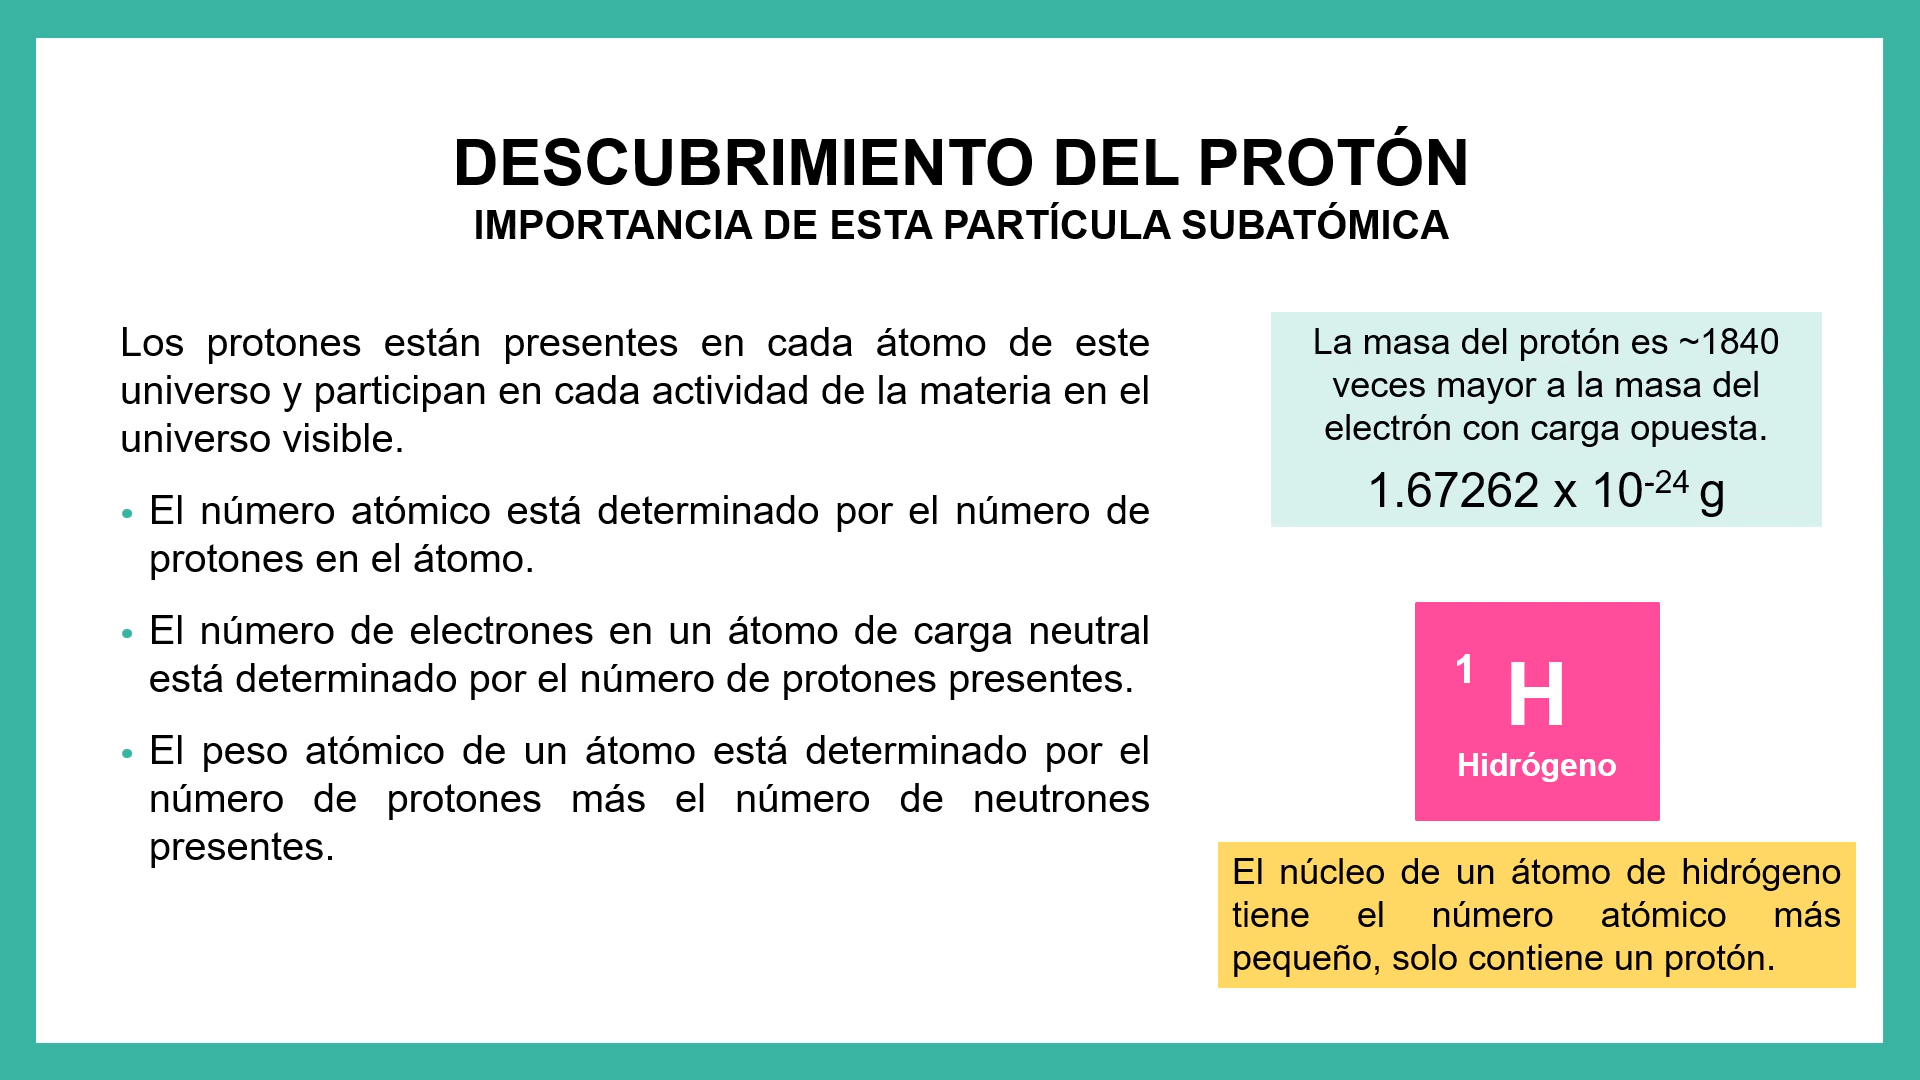 DESCUBRIMIENTO DEL PROTÓN
IMPORTANCIA DE ESTA PARTÍCULA SUBATÓMICA
Los protones están presentes en cada átomo de este
universo y participan en cada actividad de la materia en el
universo visible.
• El número atómico está determinado por el número de
protones en el átomo.
• El número de electrones en un átomo de carga neutral
está determinado por el número de protones presentes.
• El peso atómico de un átomo está determinado por el
número de protones más el número de neutrones
presentes.
La masa del protón es ~1840
veces mayor a la masa del
electrón con carga opuesta.
1.67262 x 10⁻²⁴ g
1 H
Hidrógeno
El núcleo de un átomo de hidrógeno
tiene el número atómico más
pequeño, solo contiene un protón.